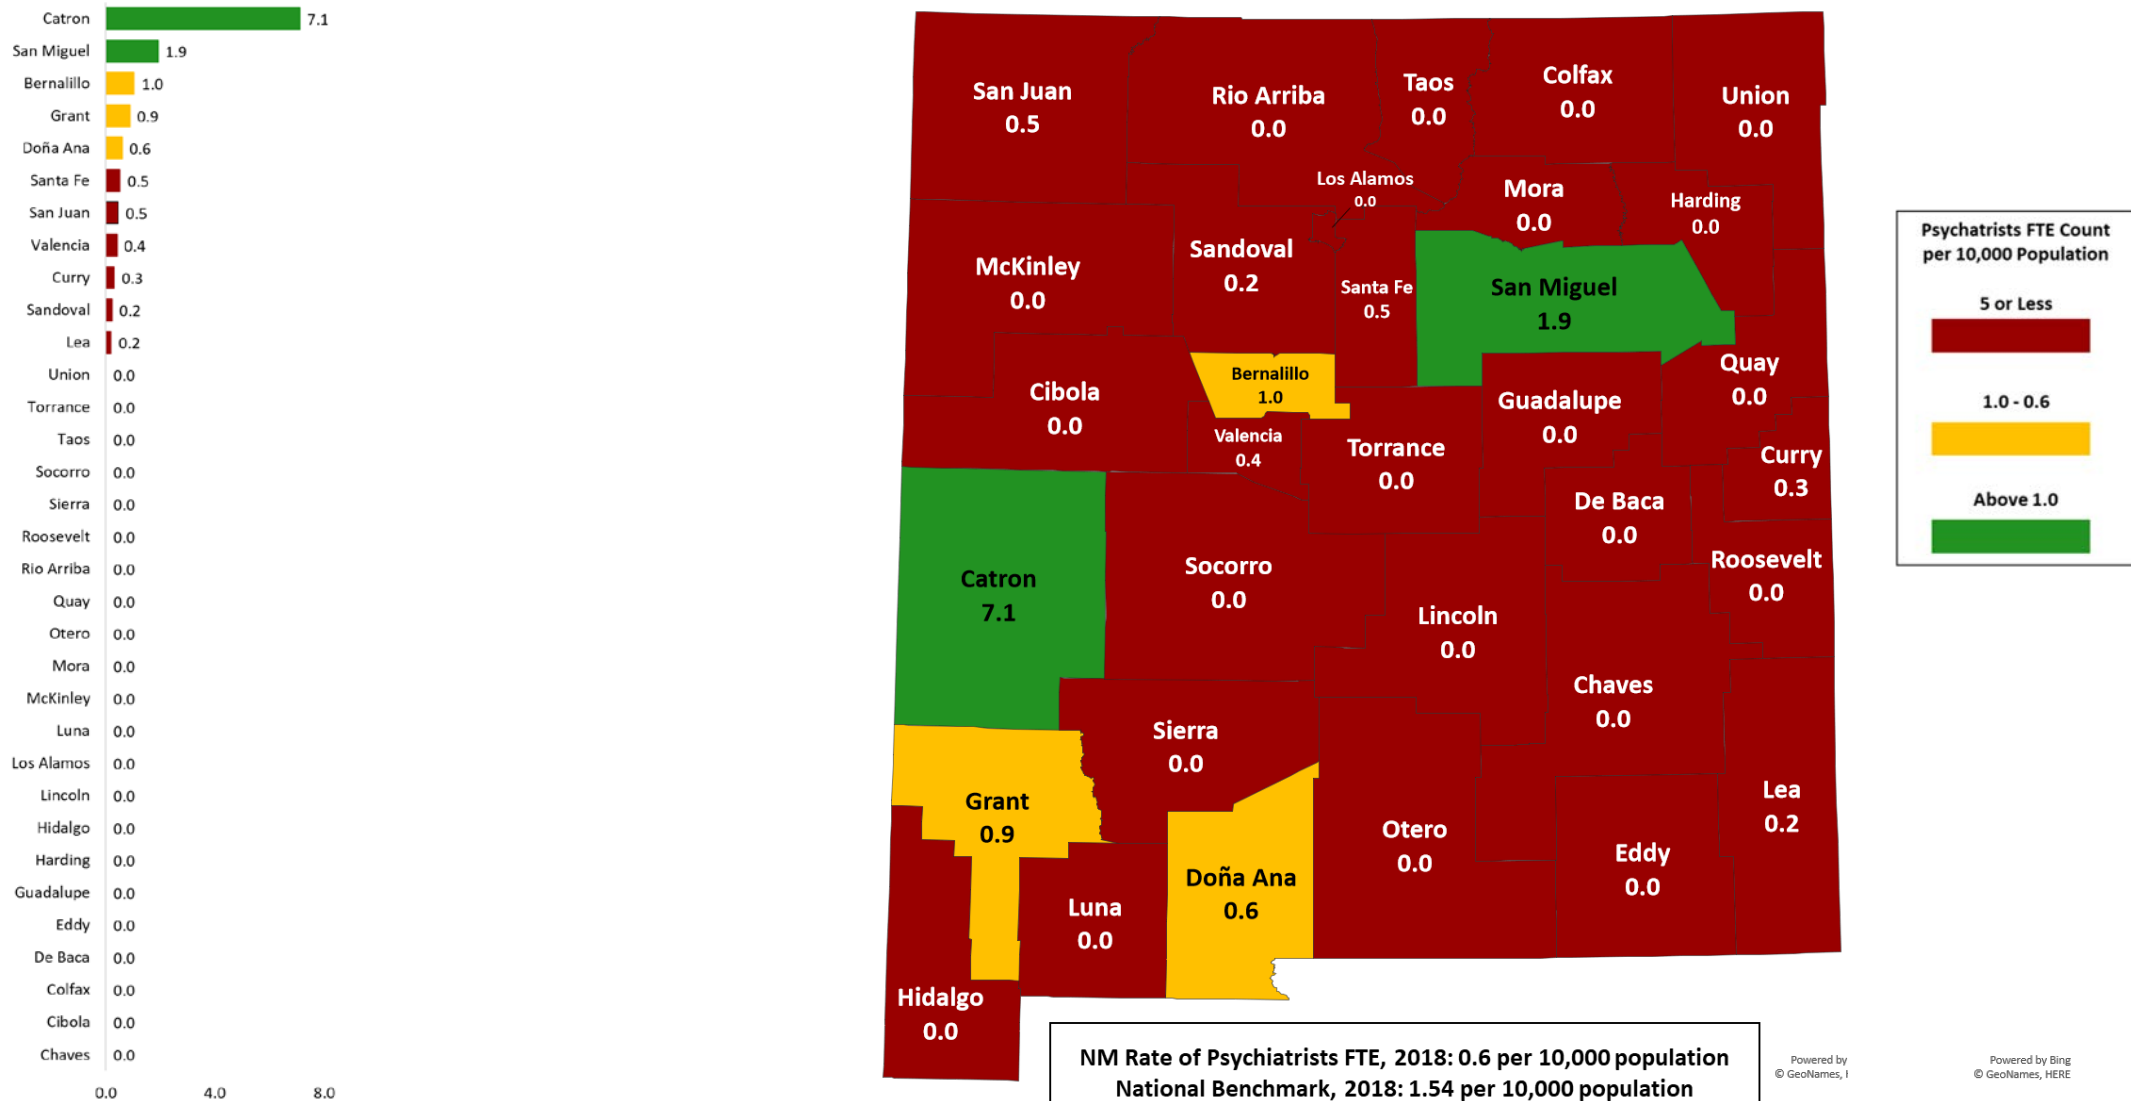 Catron 7.1
San Miguel 1.9
Bernalillo 1.0
Grant 0.9
Doña Ana 0.6
Santa Fe 0.5
San Juan 0.5
Valencia 0.4
Curry 0.3
Sandoval 0.2
Lea 0.2
Union 0.0
Torrance 0.0
Taos 0.0
Socorro 0.0
Sierra 0.0
Roosevelt 0.0
Rio Arriba 0.0
Quay 0.0
Otero 0.0
Mora 0.0
McKinley 0.0
Luna 0.0
Los Alamos 0.0
Lincoln 0.0
Hidalgo 0.0
Harding 0.0
Guadalupe 0.0
Eddy 0.0
De Baca 0.0
Colfax 0.0
Cibola 0.0
Chaves 0.0
0.0 4.0 8.0
San Juan
0.5
Rio Arriba
0.0
Taos
0.0
Colfax
0.0
Union
0.0
Los Alamos
0.0
Mora
0.0
Harding
0.0
McKinley
0.0
Sandoval
0.2
Santa Fe
0.5
San Miguel
1.9
Quay
0.0
Cibola
0.0
Bernalillo
1.0
Valencia
0.4
Torrance
0.0
Guadalupe
0.0
Curry
0.3
De Baca
0.0
Roosevelt
0.0
Catron
7.1
Socorro
0.0
Lincoln
0.0
Chaves
0.0
Sierra
0.0
Grant
0.9
Otero
0.0
Lea
0.2
Eddy
0.0
Doña Ana
0.6
Luna
0.0
Hidalgo
0.0
Psychatrists FTE Count
per 10,000 Population
5 or Less
1.0 - 0.6
Above 1.0
NM Rate of Psychiatrists FTE, 2018: 0.6 per 10,000 population
National Benchmark, 2018: 1.54 per 10,000 population
Powered by
© GeoNames,
Powered by Bing
© GeoNames, HERE